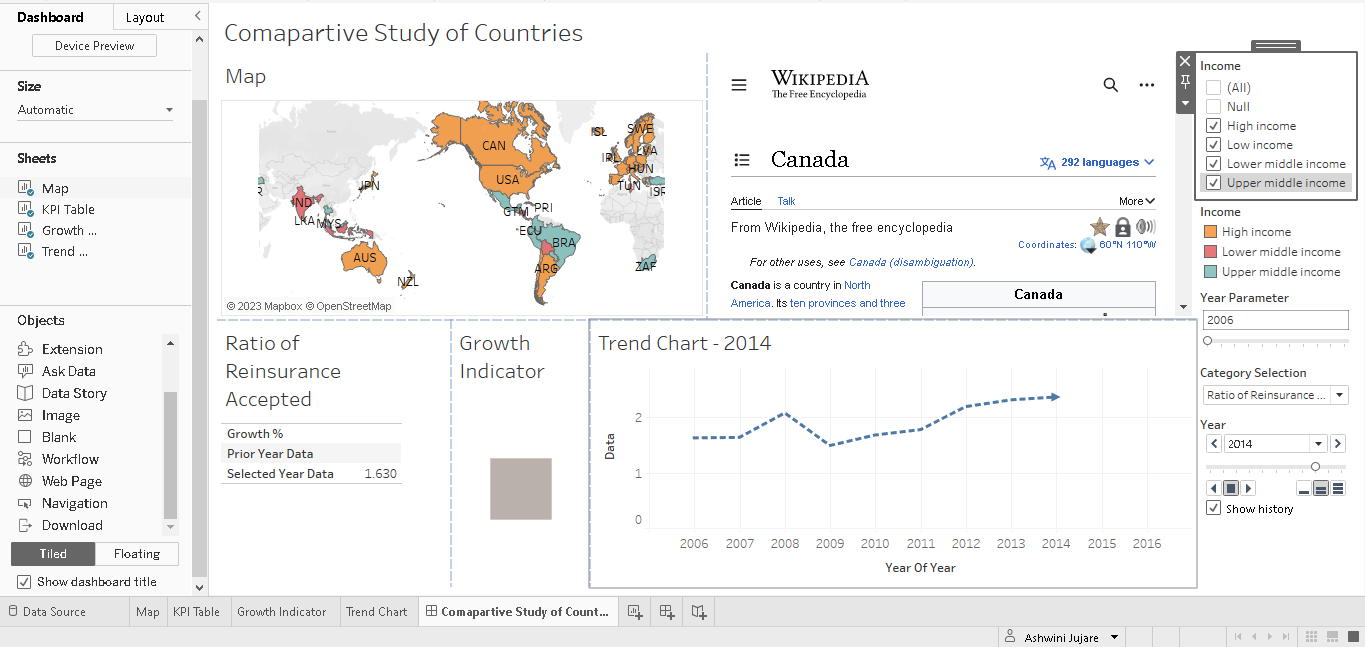 Dashboard
Layout
Device Preview
Size
Automatic
Sheets
Map
KPI Table
Growth ...
Trend ...
Objects
Extension
Ask Data
Data Story
Image
Blank
Workflow
Web Page
Navigation
Download
Tiled
Floating
Show dashboard title
Comapartive Study of Countries
Map
CAN
USA
ISL
SWE
IRL
LVA
HUN
TUN
ISR
R
JPN
IND
LKA
MYS
GTM
PRI
ECU
BRA
AUS
ARG
ZAF
NZL
© 2023 Mapbox © OpenStreetMap
WIKIPEDIA
The Free Encyclopedia
Canada
292 languages
Article
Talk
More
From Wikipedia, the free encyclopedia
Coordinates: 60°N 110°W
For other uses, see Canada (disambiguation).
Canada is a country in North
America. Its ten provinces and three
Canada
Income
(All)
Null
High income
Low income
Lower middle income
Upper middle income
Income
High income
Lower middle income
Upper middle income
Year Parameter
2006
Category Selection
Ratio of Reinsurance ...
Year
2014
Show history
Ratio of
Reinsurance
Accepted
Growth %
Prior Year Data
Selected Year Data 1.630
Growth
Indicator
Trend Chart - 2014
Data
2
1
0
2006 2007 2008 2009 2010 2011 2012 2013 2014 2015 2016
Year Of Year
Data Source
Map
KPI Table
Growth Indicator
Trend Chart
Comapartive Study of Count...
Ashwini Jujare